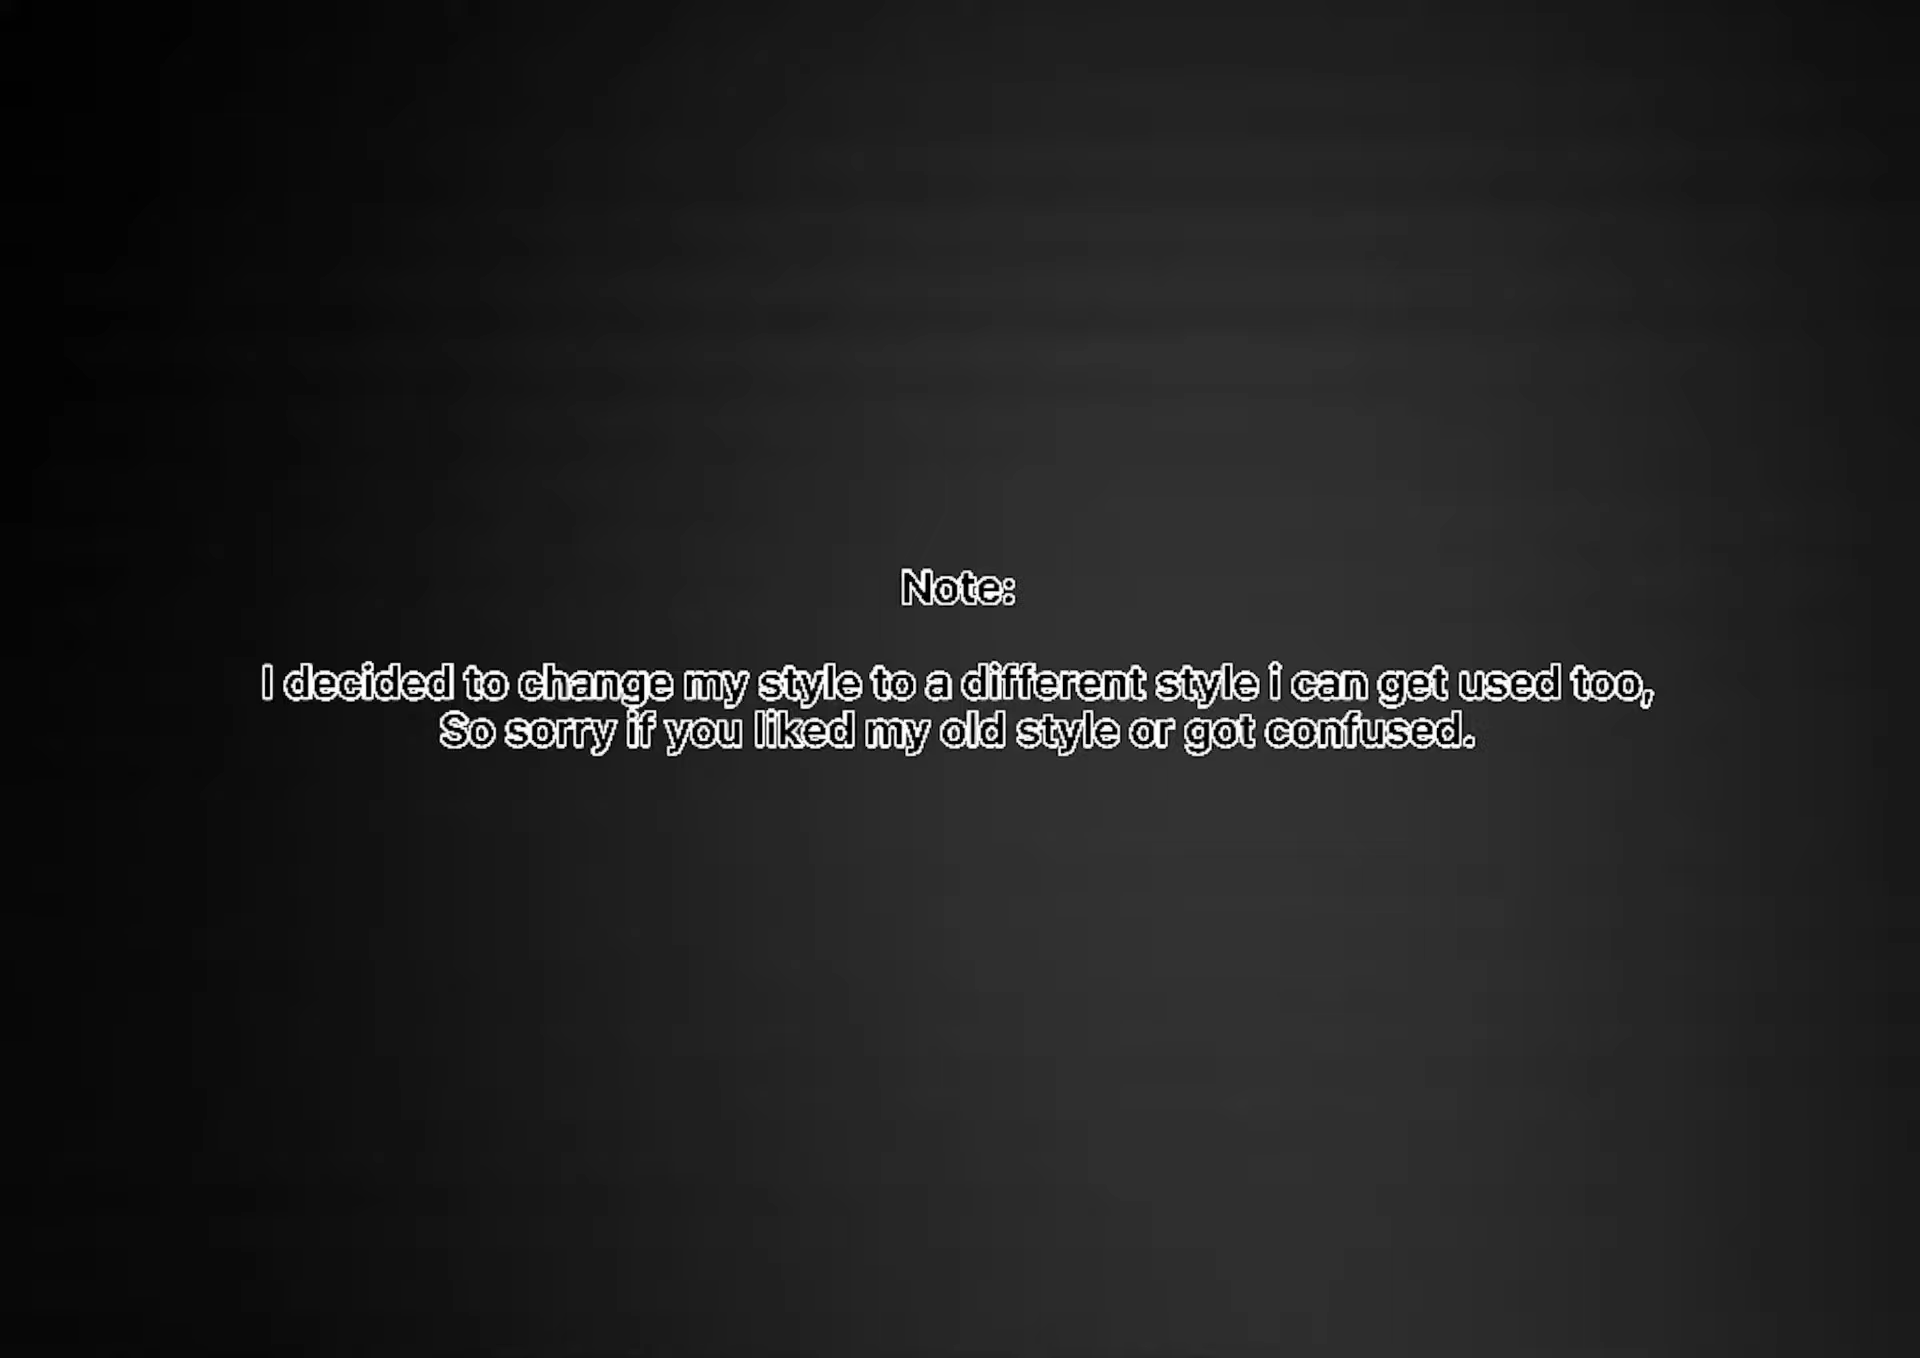 Note:
I decided to change my style to a different style i can get used too,
So sorry if you liked my old style or got confused.